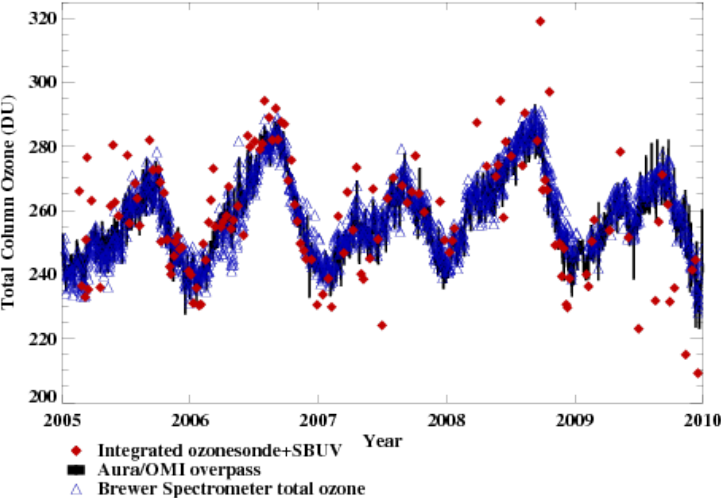 320
300
280
260
240
220
200
Total Column Ozone (DU)
2005 2006 2007 2008 2009 2010
Year
Integrated ozonesonde+SBUV
Aura/OMI overpass
Brewer Spectrometer total ozone